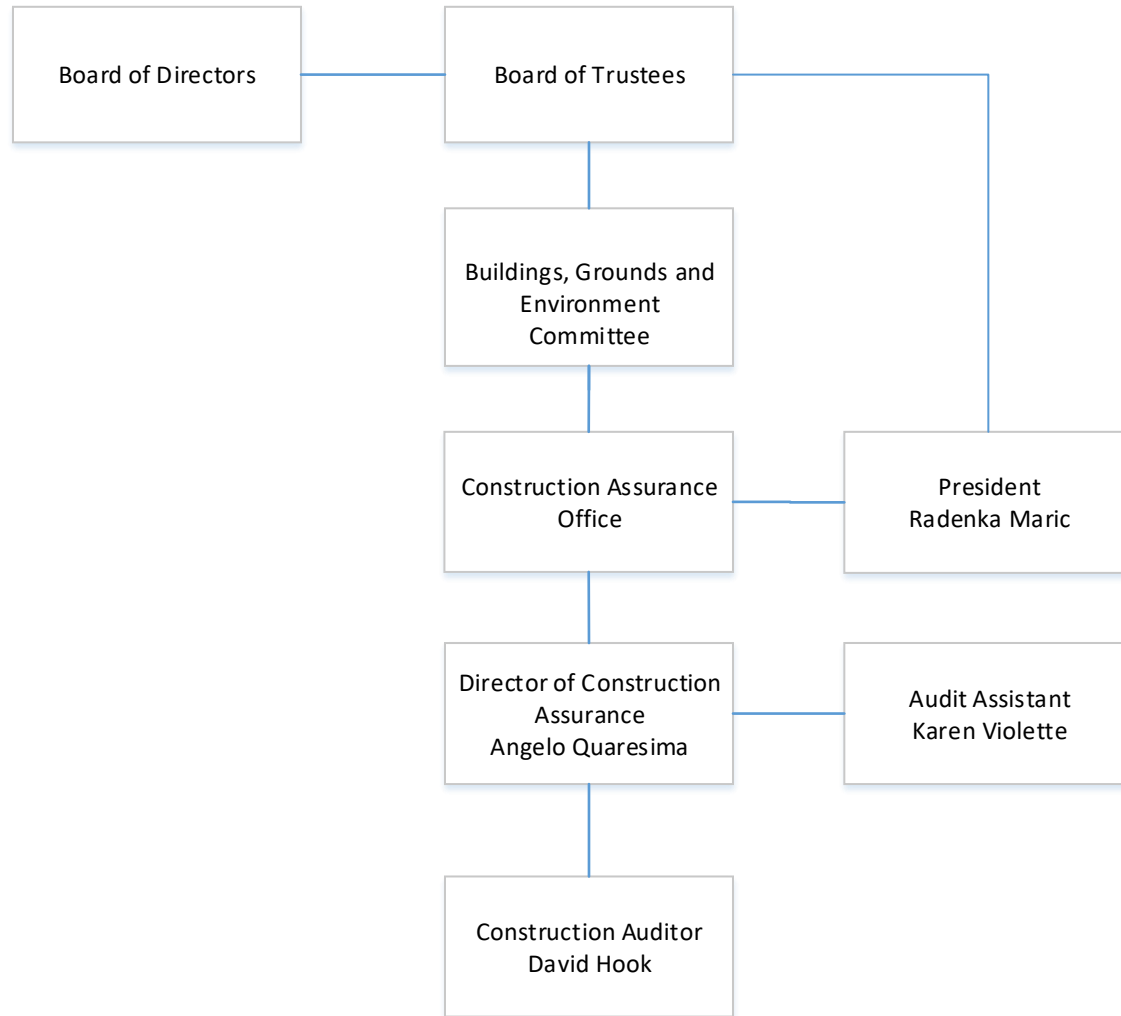 Board of Directors
Board of Trustees
Buildings, Grounds and
Environment
Committee
Construction Assurance
Office
President
Radenka Maric
Director of Construction
Assurance
Angelo Quaresima
Audit Assistant
Karen Violette
Construction Auditor
David Hook